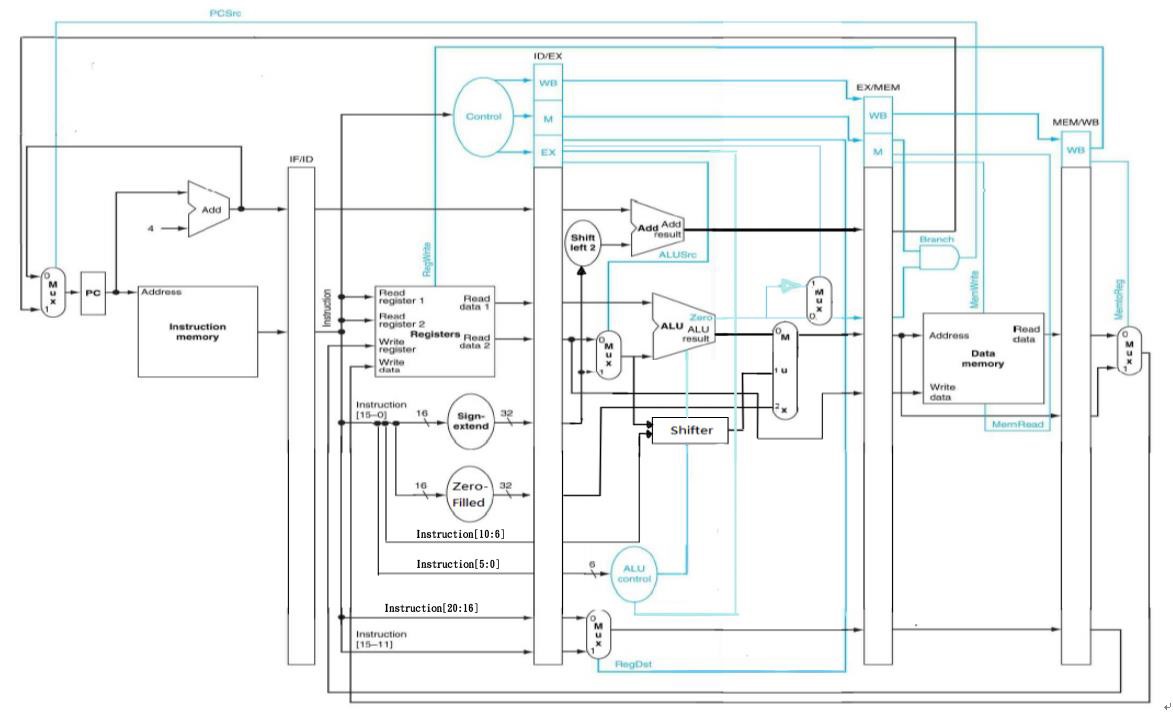 PCSrc
ID/EX
WB
M
EX
Control
EX/MEM
WB
M
MEM/WB
WB
IF/ID
Add
4
Shift
left 2
Add Add
result
ALUSrc
Branch
RegWrite
MemWrite
MemtoReg
0
M
u
x
1
PC
Address
Instruction
memory
Instruction
Read
register 1
Read
register 2
Write
register
Write
data
Registers
Read
data 1
Read
data 2
0
M
u
x
1
Zero
ALU ALU
result
1
M
u
x
0
0
M
1 u
2
x
Address
Read
data
Data
memory
Write
data
MemRead
0
M
u
x
1
Instruction
[15–0]
16
Sign-
extend
32
Shifter
16
Zero-
Filled
32
Instruction[10:6]
Instruction[5:0]
6
ALU
control
Instruction[20:16]
Instruction
[15–11]
0
M
u
x
1
RegDst